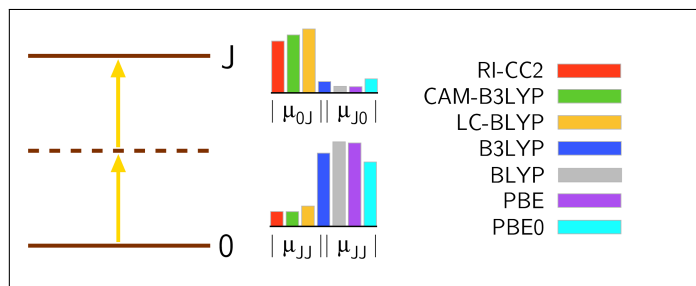 J
0
| μ0J || μJ0 |
| μJJ || μJJ |
RI-CC2
CAM-B3LYP
LC-BLYP
B3LYP
BLYP
PBE
PBE0